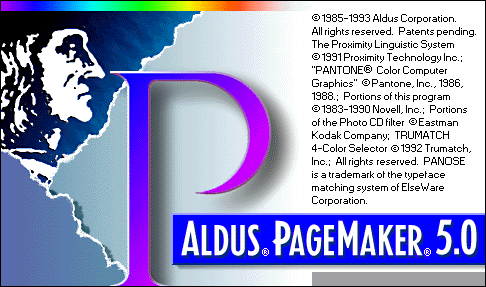 © 1985-1993 Aldus Corporation.
All rights reserved. Patents pending.
The Proximity Linguistic System
© 1991 Proximity Technology Inc.;
"PANTONE® Color Computer
Graphics" © Pantone, Inc., 1986,
1988.; Portions of this program
© 1983-1990 Novell, Inc.; Portions
of the Photo CD filter © Eastman
Kodak Company; TRUMATCH
4-Color Selector © 1992 Trumatch,
Inc.; All rights reserved. PANOSE
is a trademark of the typeface
matching system of ElseWare
Corporation.
P
ALDUS® PAGEMAKER® 5.0